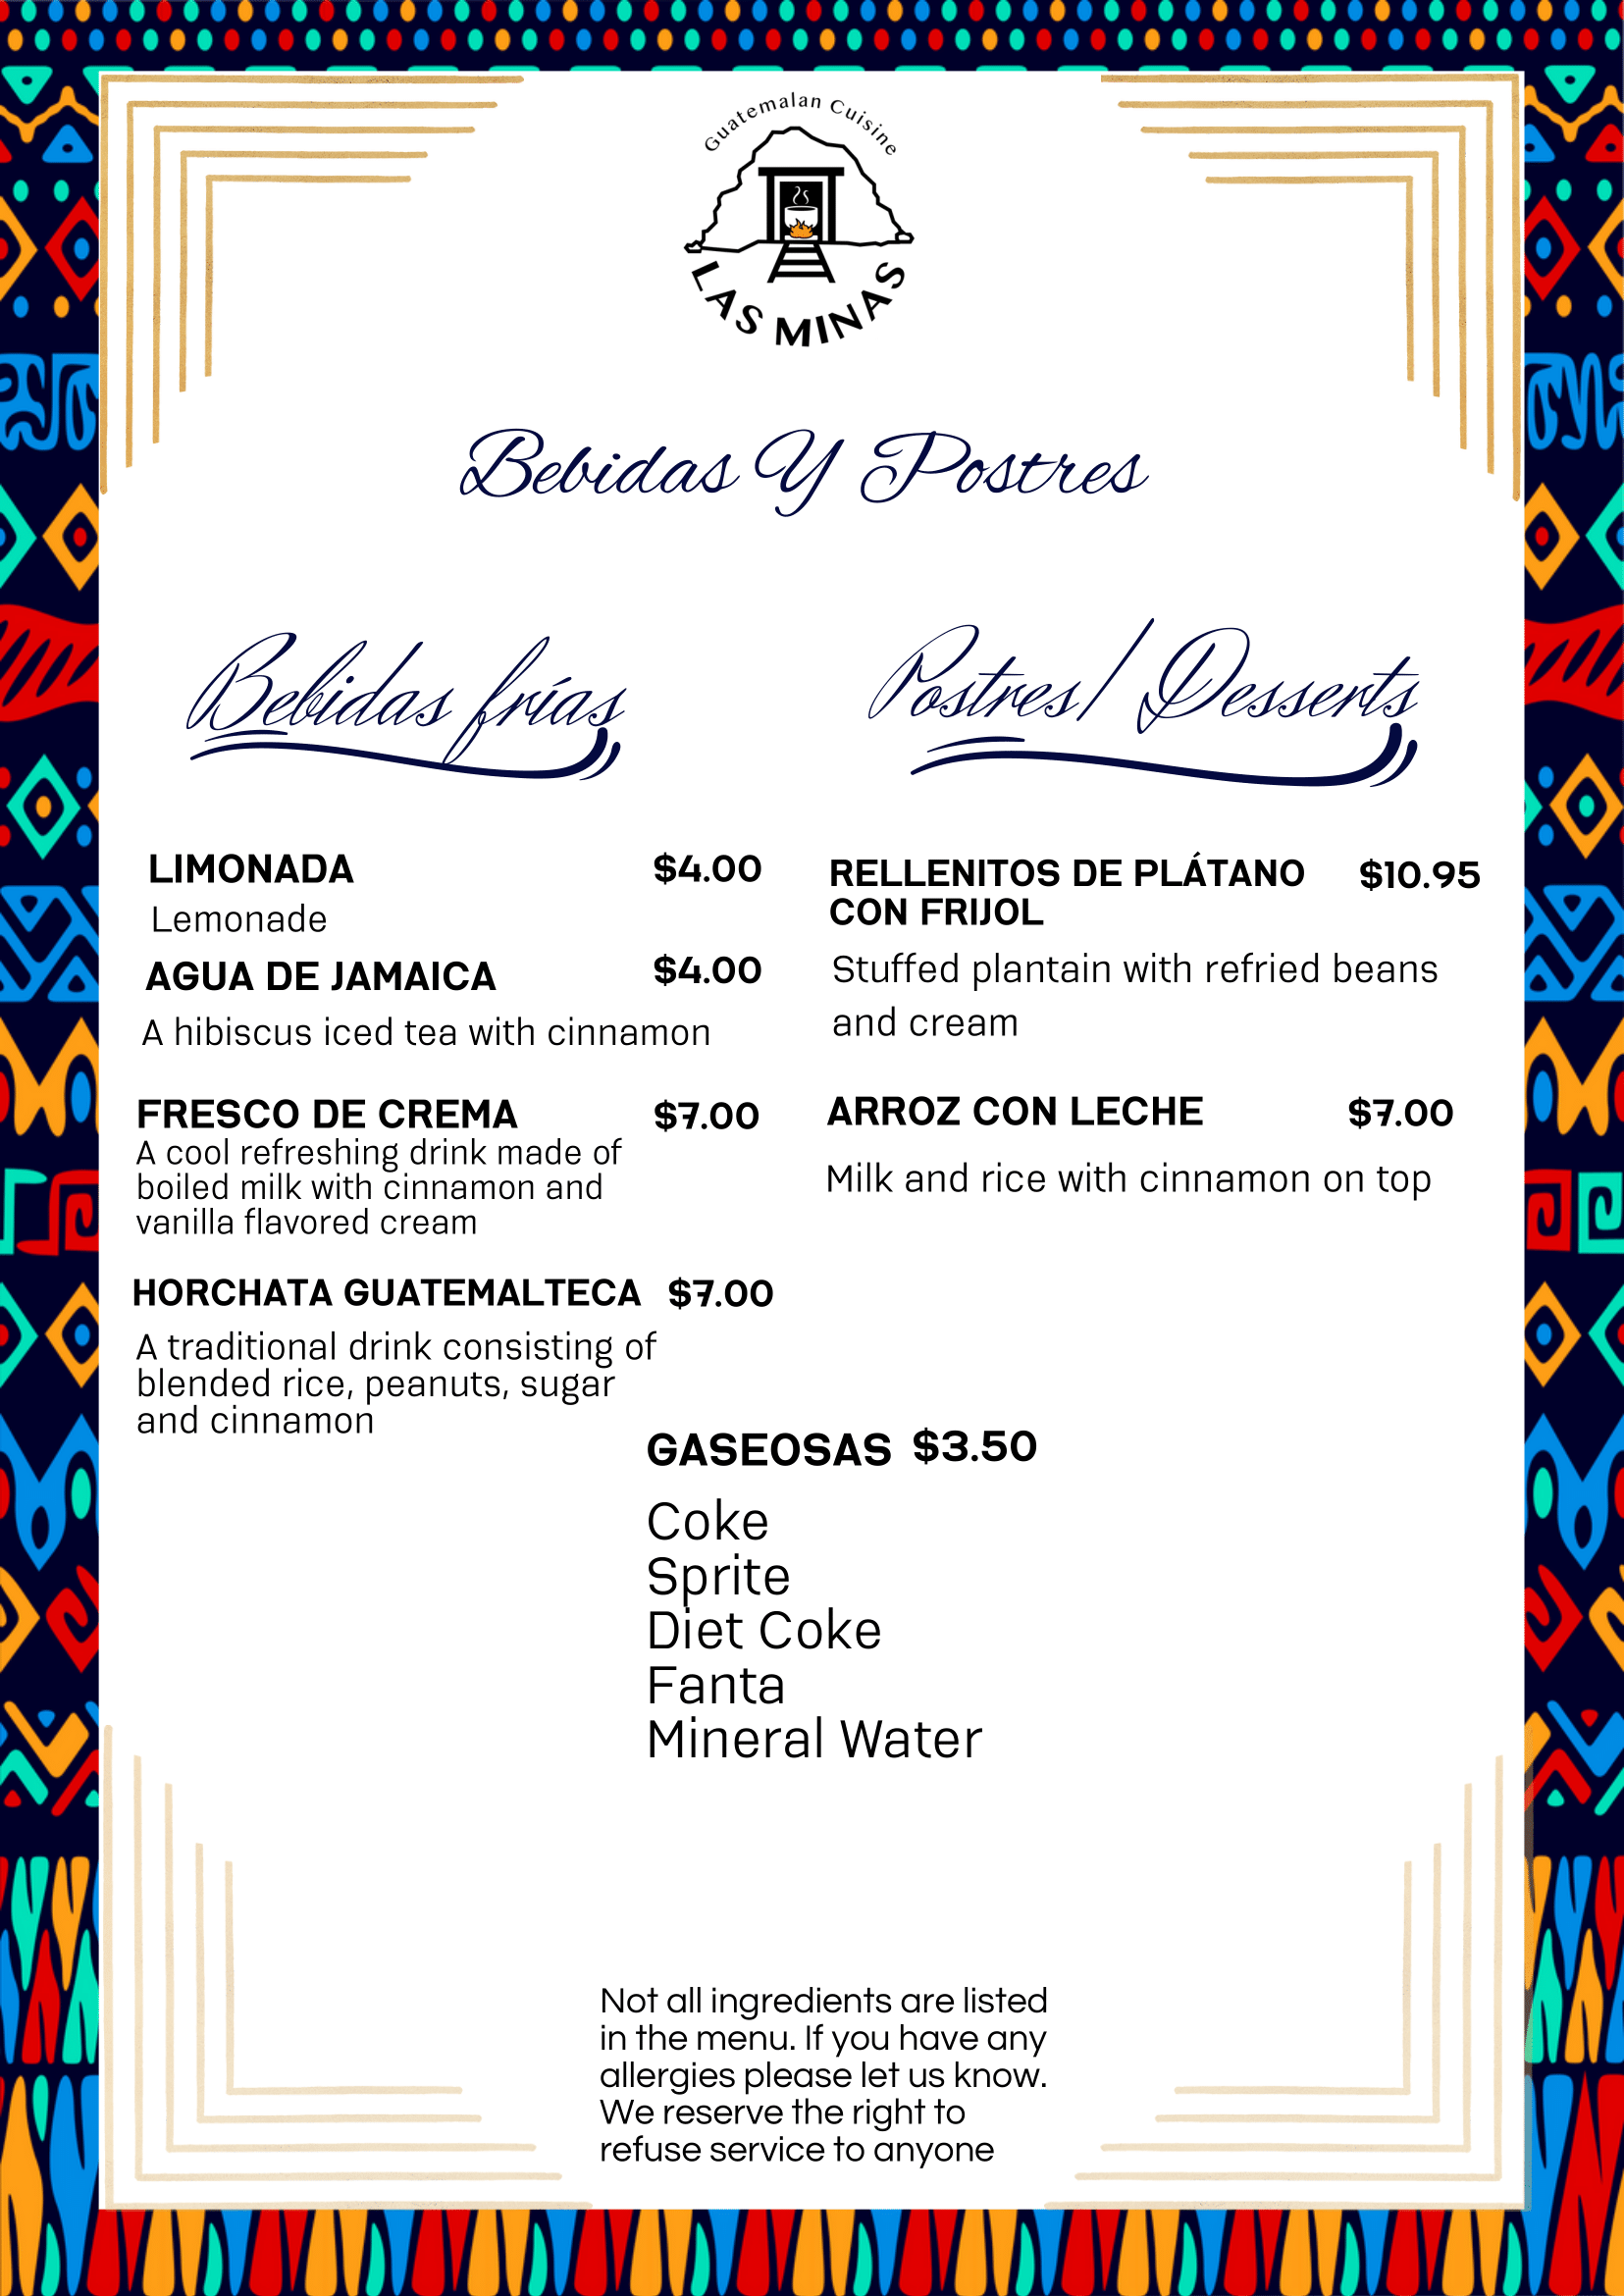 Guatemalan Cuisine
LAS MINAS
Bebidas Y Postres
Bebidas frías
LIMONADA $4.00
Lemonade
AGUA DE JAMAICA $4.00
A hibiscus iced tea with cinnamon
FRESCO DE CREMA $7.00
A cool refreshing drink made of
boiled milk with cinnamon and
vanilla flavored cream
HORCHATA GUATEMALTECA $7.00
A traditional drink consisting of
blended rice, peanuts, sugar
and cinnamon
Postres/ Desserts
RELLENITOS DE PLÁTANO $10.95
CON FRIJOL
Stuffed plantain with refried beans
and cream
ARROZ CON LECHE $7.00
Milk and rice with cinnamon on top
GASEOSAS $3.50
Coke
Sprite
Diet Coke
Fanta
Mineral Water
Not all ingredients are listed
in the menu. If you have any
allergies please let us know.
We reserve the right to
refuse service to anyone